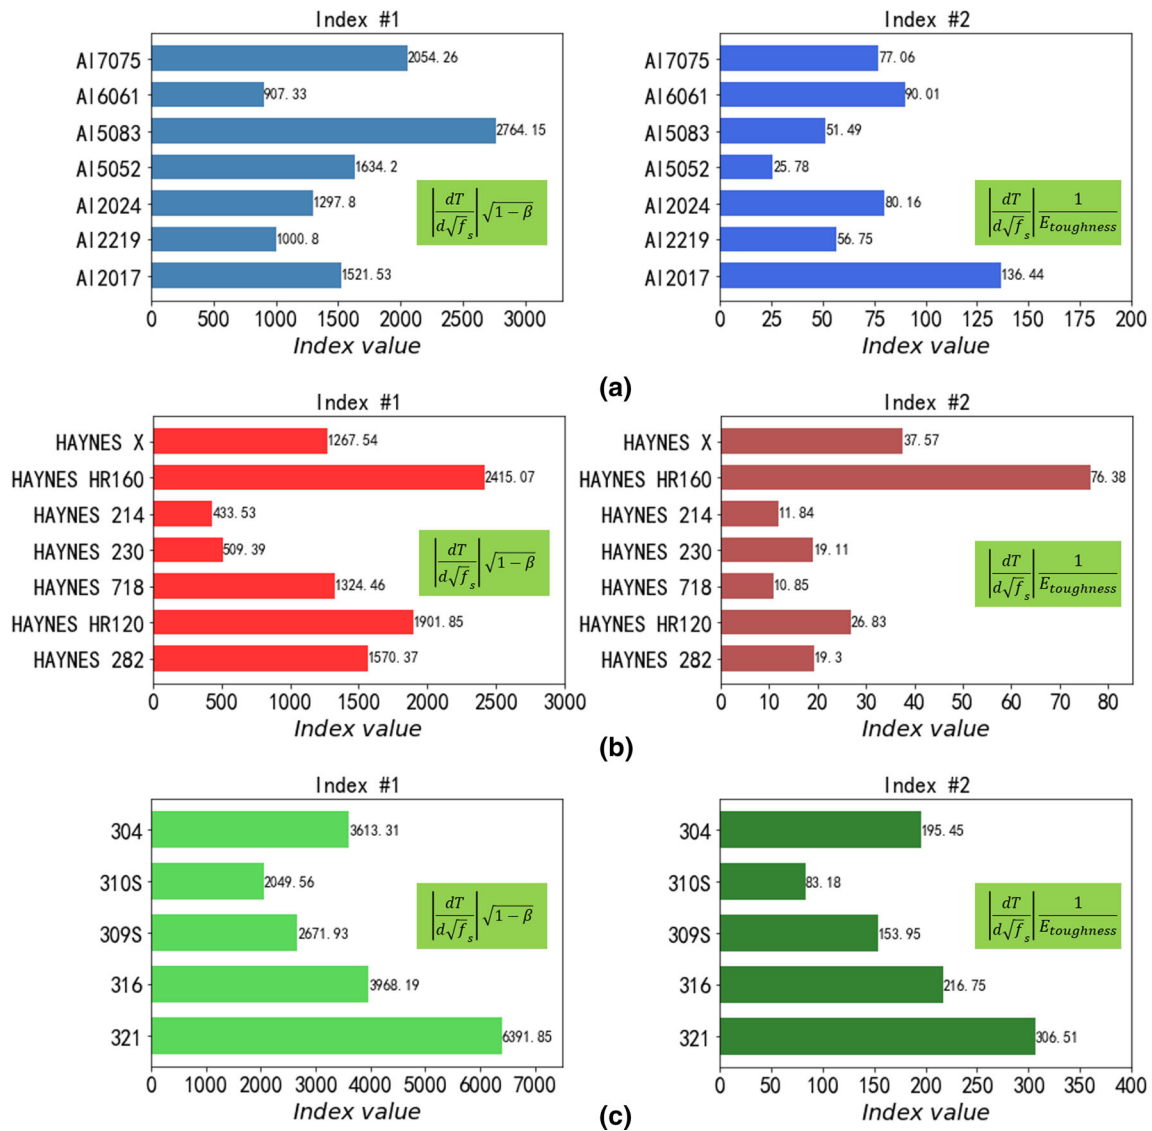 Index #1
Al7075 2054.26
Al6061 907.33
Al5083 2764.15
Al5052 1634.2
Al2024 1297.8
Al2219 1000.8
Al2017 1521.53
|dT/d√f_s| √1−β
0 500 1000 1500 2000 2500 3000
Index value
Index #2
Al7075 77.06
Al6061 90.01
Al5083 51.49
Al5052 25.78
Al2024 80.16
Al2219 56.75
Al2017 136.44
|dT/d√f_s| 1/E_toughness
0 25 50 75 100 125 150 175 200
Index value
(a)
Index #1
HAYNES X 1267.54
HAYNES HR160 2415.07
HAYNES 214 433.53
HAYNES 230 509.39
HAYNES 718 1324.46
HAYNES HR120 1901.85
HAYNES 282 1570.37
|dT/d√f_s| √1−β
0 500 1000 1500 2000 2500 3000
Index value
Index #2
HAYNES X 37.57
HAYNES HR160 76.38
HAYNES 214 11.84
HAYNES 230 19.11
HAYNES 718 10.85
HAYNES HR120 26.83
HAYNES 282 19.3
|dT/d√f_s| 1/E_toughness
0 10 20 30 40 50 60 70 80
Index value
(b)
Index #1
304 3613.31
310S 2049.56
309S 2671.93
316 3968.19
321 6391.85
|dT/d√f_s| √1−β
0 1000 2000 3000 4000 5000 6000 7000
Index value
Index #2
304 195.45
310S 83.18
309S 153.95
316 216.75
321 306.51
|dT/d√f_s| 1/E_toughness
0 50 100 150 200 250 300 350 400
Index value
(c)